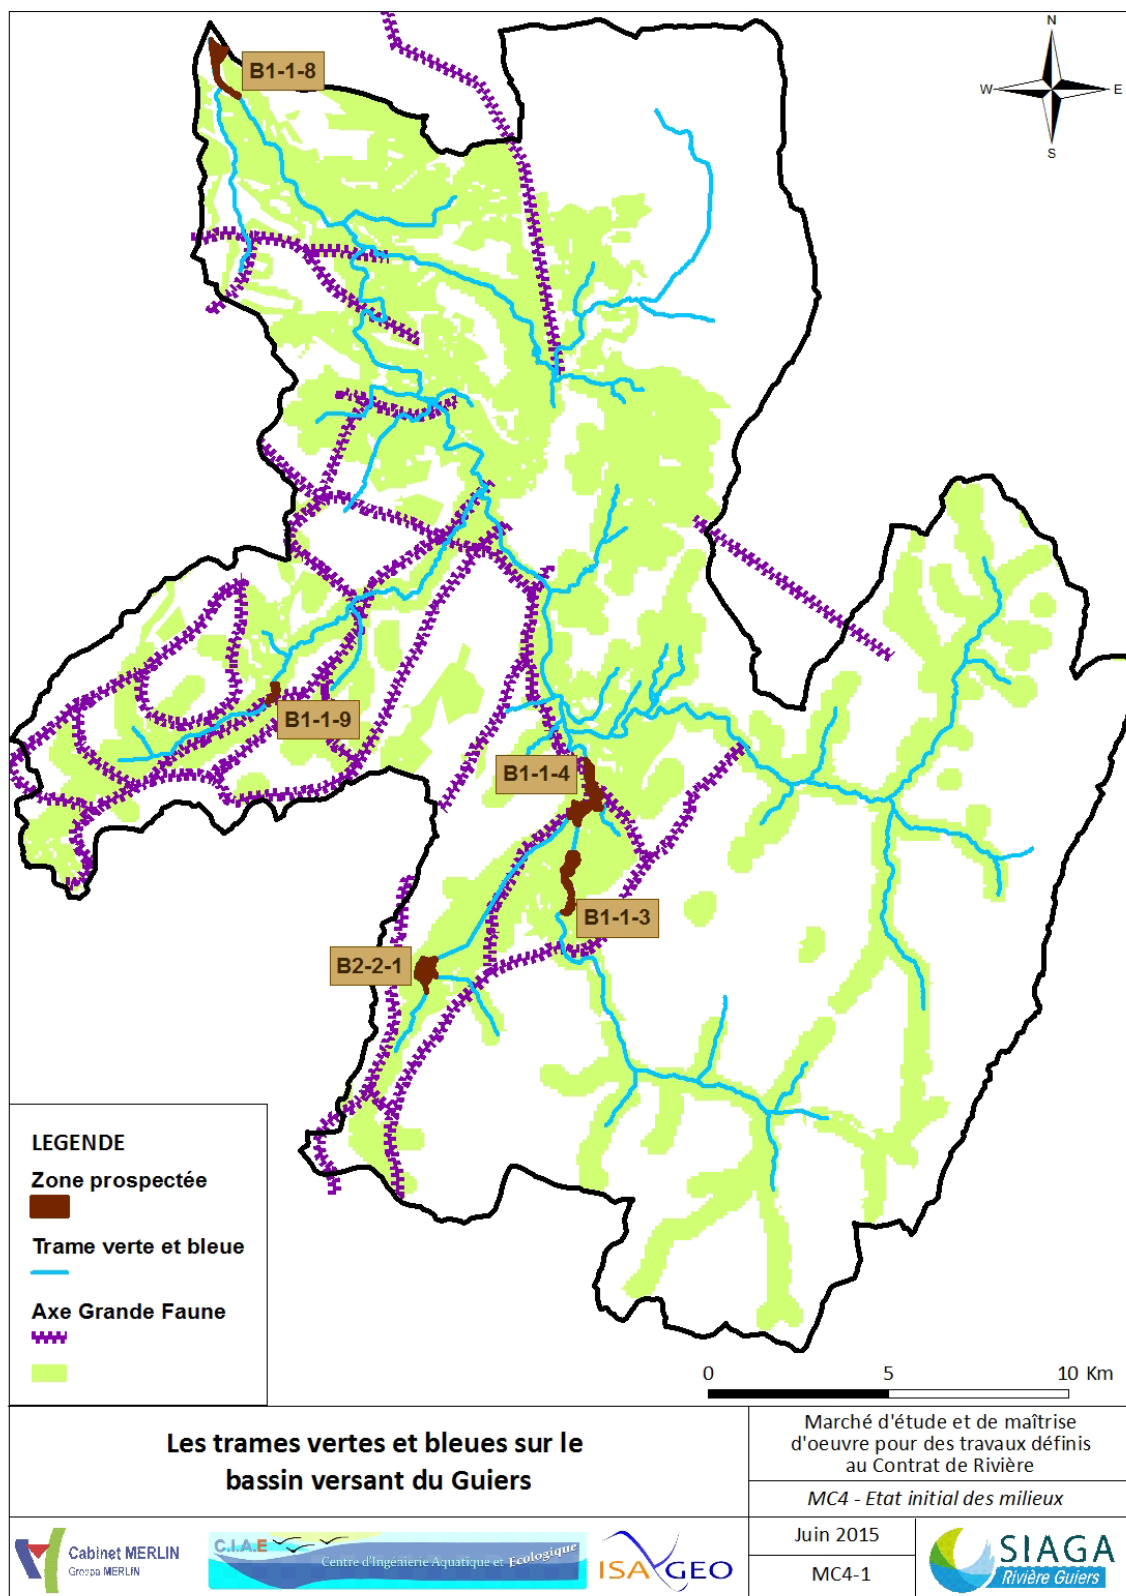 N
W E
S
B1-1-8
B1-1-9
B1-1-4
B1-1-3
B2-2-1
LEGENDE
Zone prospectée
Trame verte et bleue
Axe Grande Faune
0 5 10 Km
Les trames vertes et bleues sur le
bassin versant du Guiers
Marché d'étude et de maîtrise
d'oeuvre pour des travaux définis
au Contrat de Rivière
MC4 - Etat initial des milieux
Juin 2015
MC4-1
Cabinet MERLIN
Groupe MERLIN
C.I.A.E
Centre d'Ingénierie Aquatique et Ecologique
ISA GEO
SIAGA
Rivière Guiers